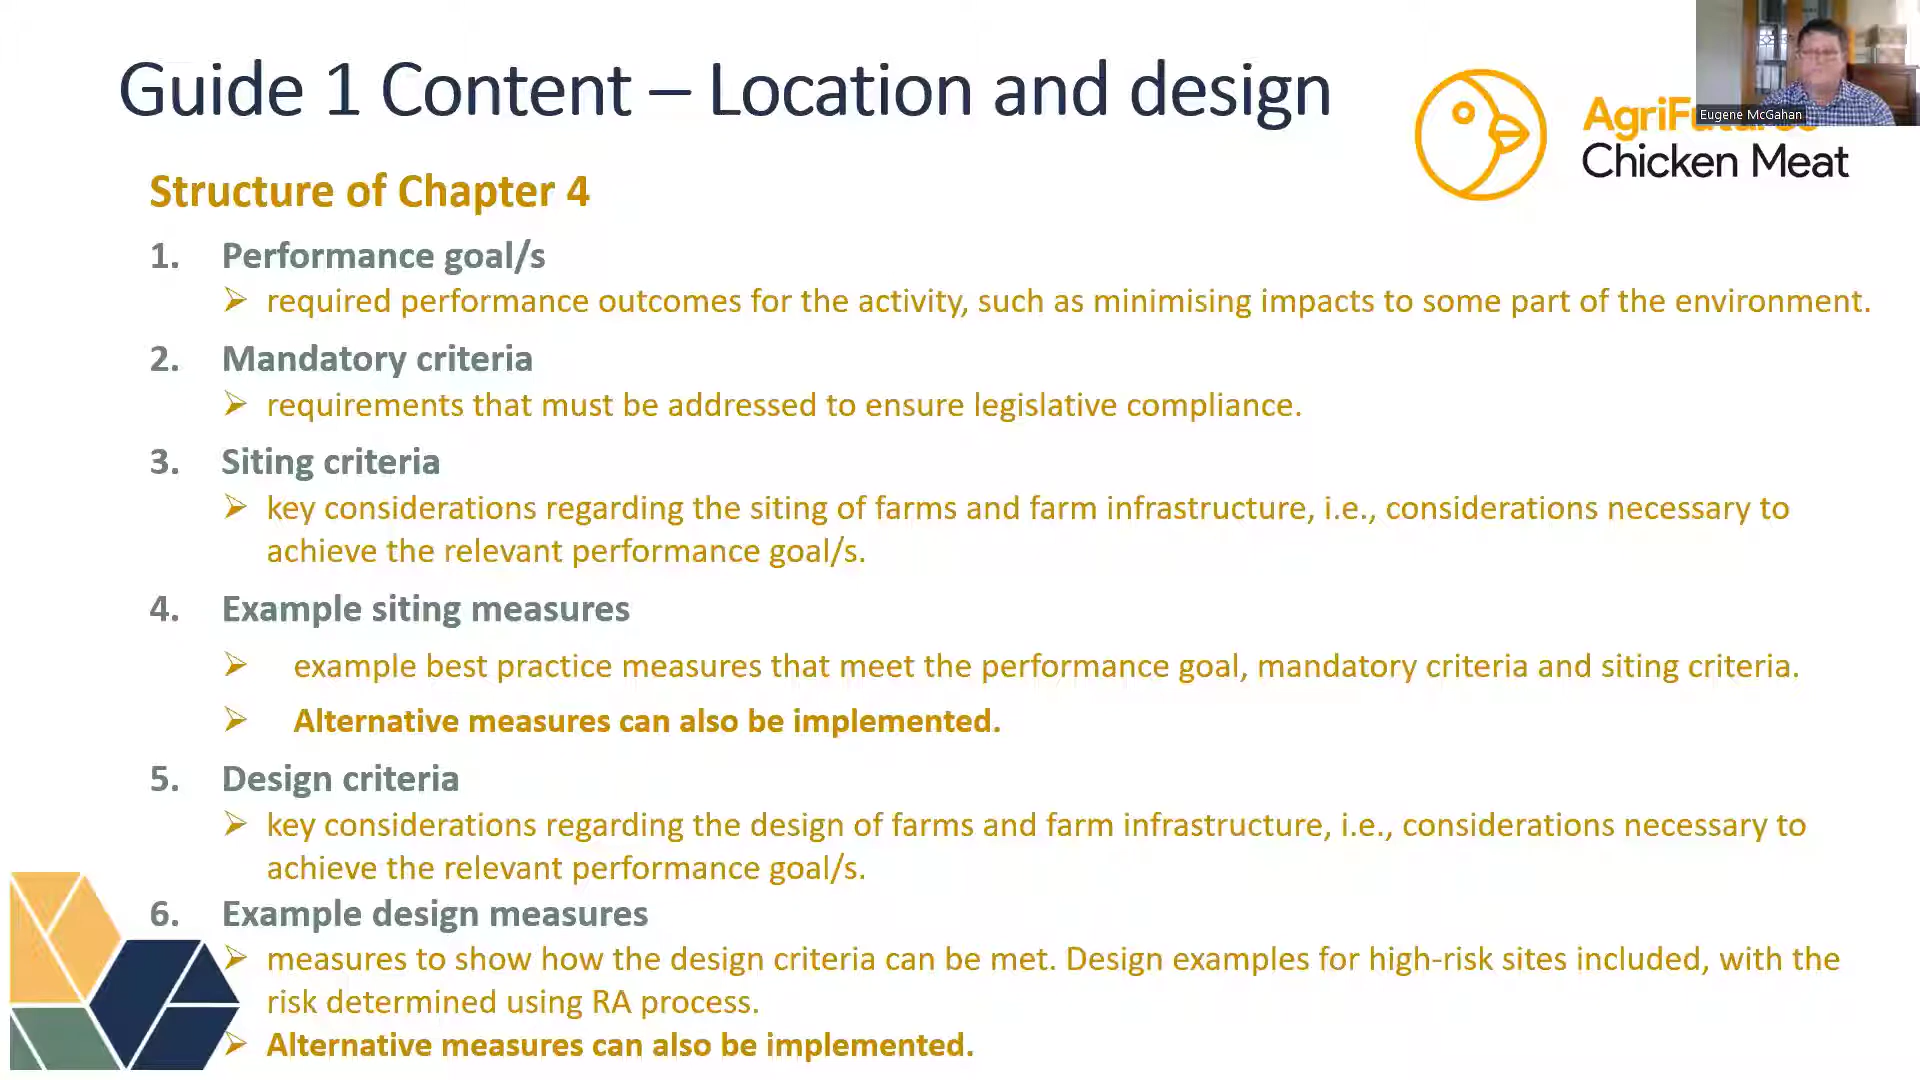 Guide 1 Content – Location and design
Eugene McGahan
Chicken Meat
Structure of Chapter 4
1. Performance goal/s
➢ required performance outcomes for the activity, such as minimising impacts to some part of the environment.
2. Mandatory criteria
➢ requirements that must be addressed to ensure legislative compliance.
3. Siting criteria
➢ key considerations regarding the siting of farms and farm infrastructure, i.e., considerations necessary to
achieve the relevant performance goal/s.
4. Example siting measures
➢ example best practice measures that meet the performance goal, mandatory criteria and siting criteria.
➢ Alternative measures can also be implemented.
5. Design criteria
➢ key considerations regarding the design of farms and farm infrastructure, i.e., considerations necessary to
achieve the relevant performance goal/s.
6. Example design measures
➢ measures to show how the design criteria can be met. Design examples for high-risk sites included, with the
risk determined using RA process.
➢ Alternative measures can also be implemented.